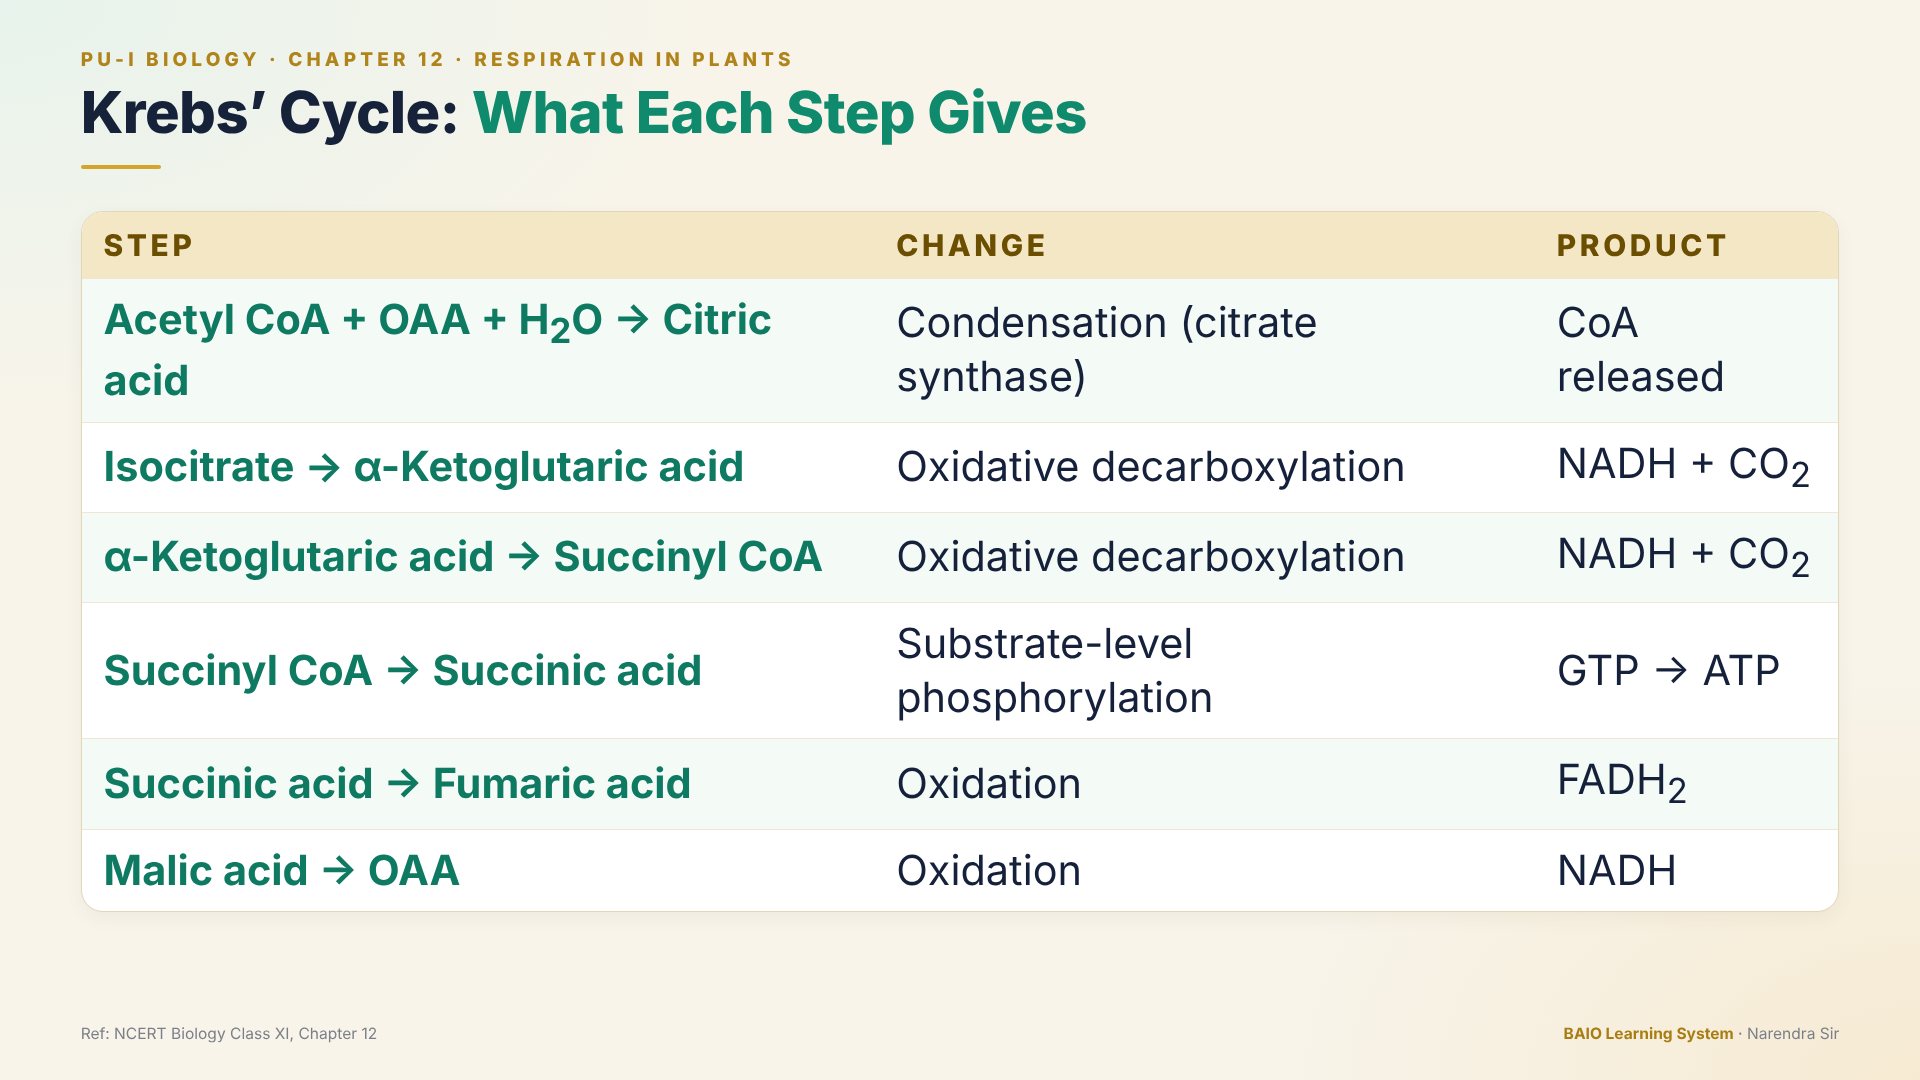 PU-I BIOLOGY · CHAPTER 12 · RESPIRATION IN PLANTS
Krebs’ Cycle: What Each Step Gives
STEP CHANGE PRODUCT
Acetyl CoA + OAA + H₂O → Citric
acid
Condensation (citrate
synthase)
CoA
released
Isocitrate → α-Ketoglutaric acid Oxidative decarboxylation NADH + CO₂
α-Ketoglutaric acid → Succinyl CoA Oxidative decarboxylation NADH + CO₂
Succinyl CoA → Succinic acid
Substrate-level
phosphorylation
GTP → ATP
Succinic acid → Fumaric acid Oxidation FADH₂
Malic acid → OAA Oxidation NADH
Ref: NCERT Biology Class XI, Chapter 12
BAIO Learning System · Narendra Sir